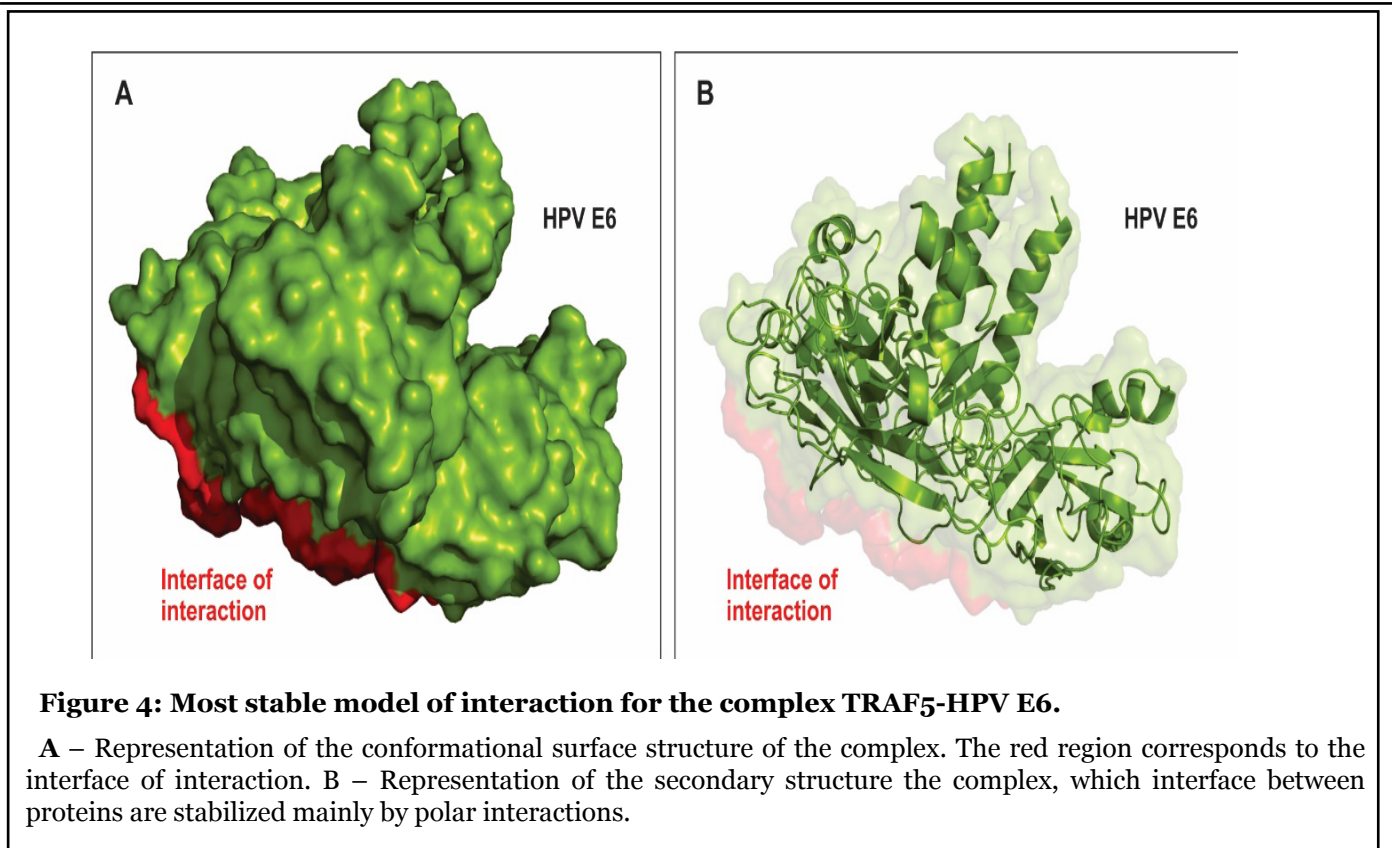 A
B
HPV E6
HPV E6
Interface of
interaction
Interface of
interaction
Figure 4: Most stable model of interaction for the complex TRAF5-HPV E6.
A – Representation of the conformational surface structure of the complex. The red region corresponds to the
interface of interaction. B – Representation of the secondary structure the complex, which interface between
proteins are stabilized mainly by polar interactions.